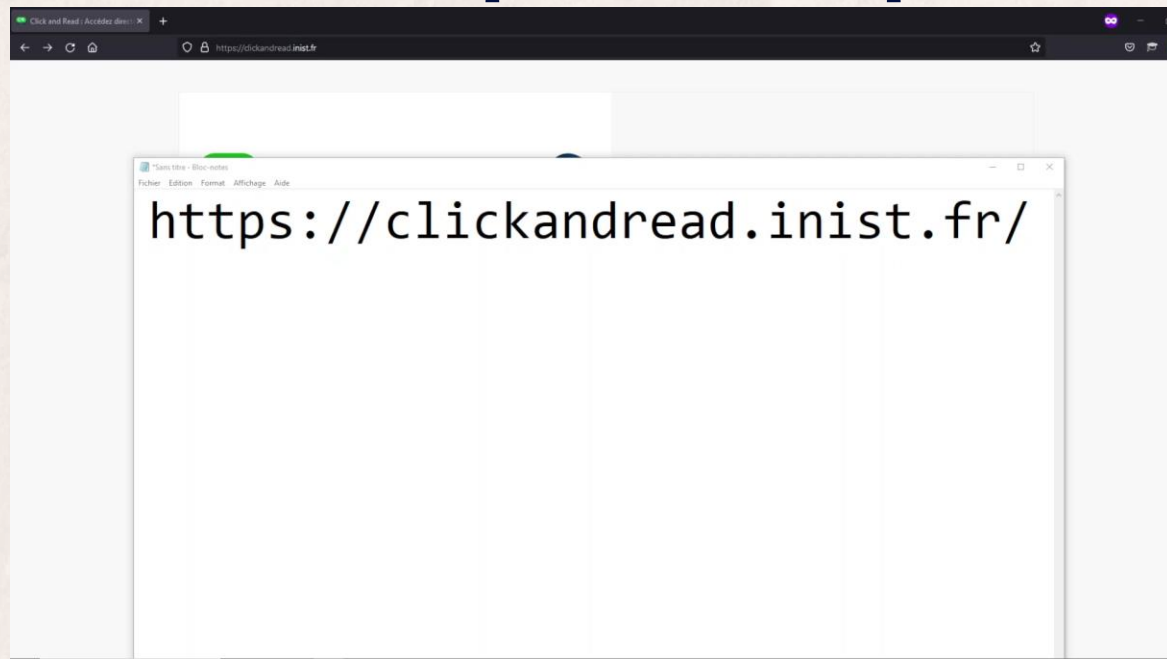 Click and Read : Accédez direct
https://clickandread.inist.fr
*Sans titre - Bloc-notes
Fichier Edition Format Affichage Aide
https://clickandread.inist.fr/